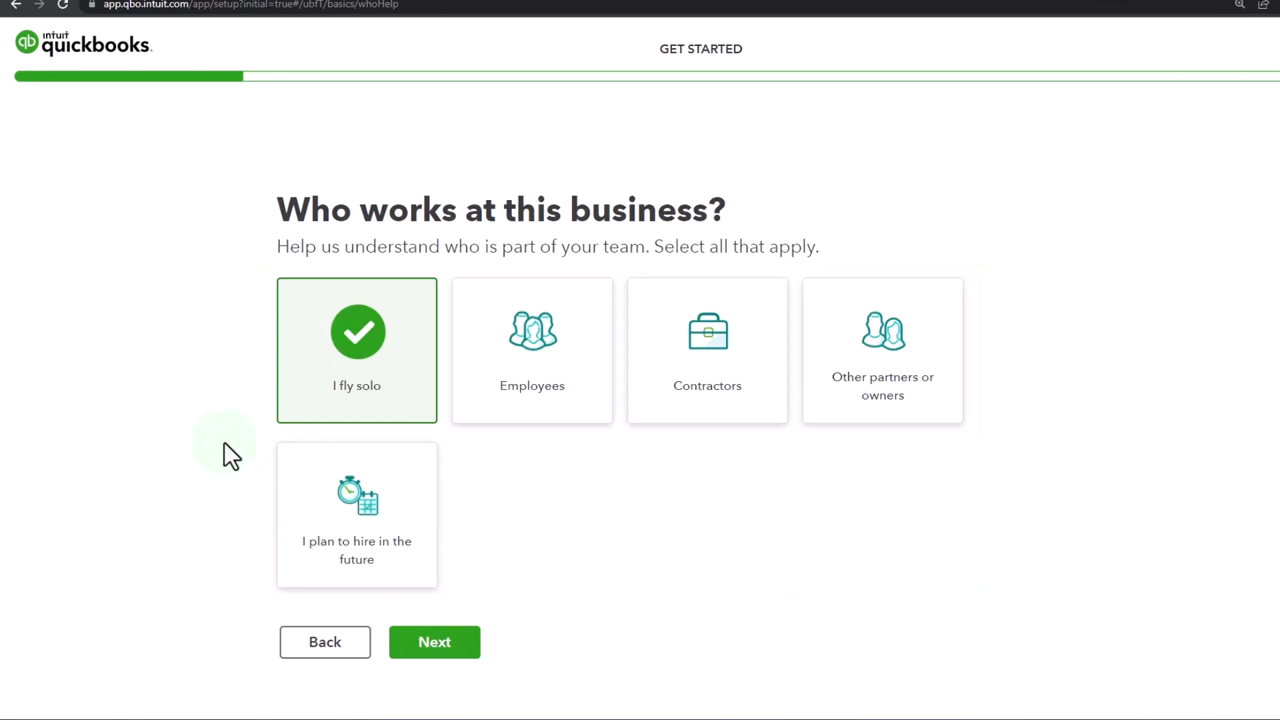 app.qbo.intuit.com/app/setup?initial=true#/ubfT/basics/whoHelp
qb intuit quickbooks.
GET STARTED
Who works at this business?
Help us understand who is part of your team. Select all that apply.
I fly solo
Employees
Contractors
Other partners or
owners
I plan to hire in the
future
Back
Next